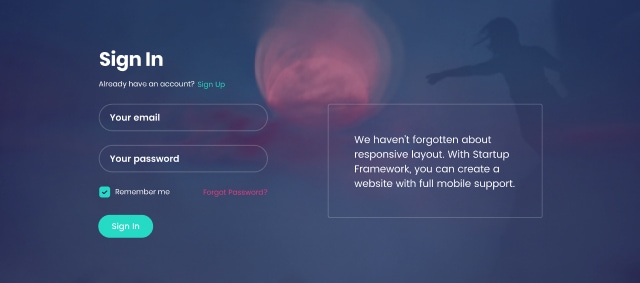 Sign In
Already have an account? Sign Up
Your email
Your password
Remember me
Forgot Password?
Sign In
We haven't forgotten about
responsive layout. With Startup
Framework, you can create a
website with full mobile support.